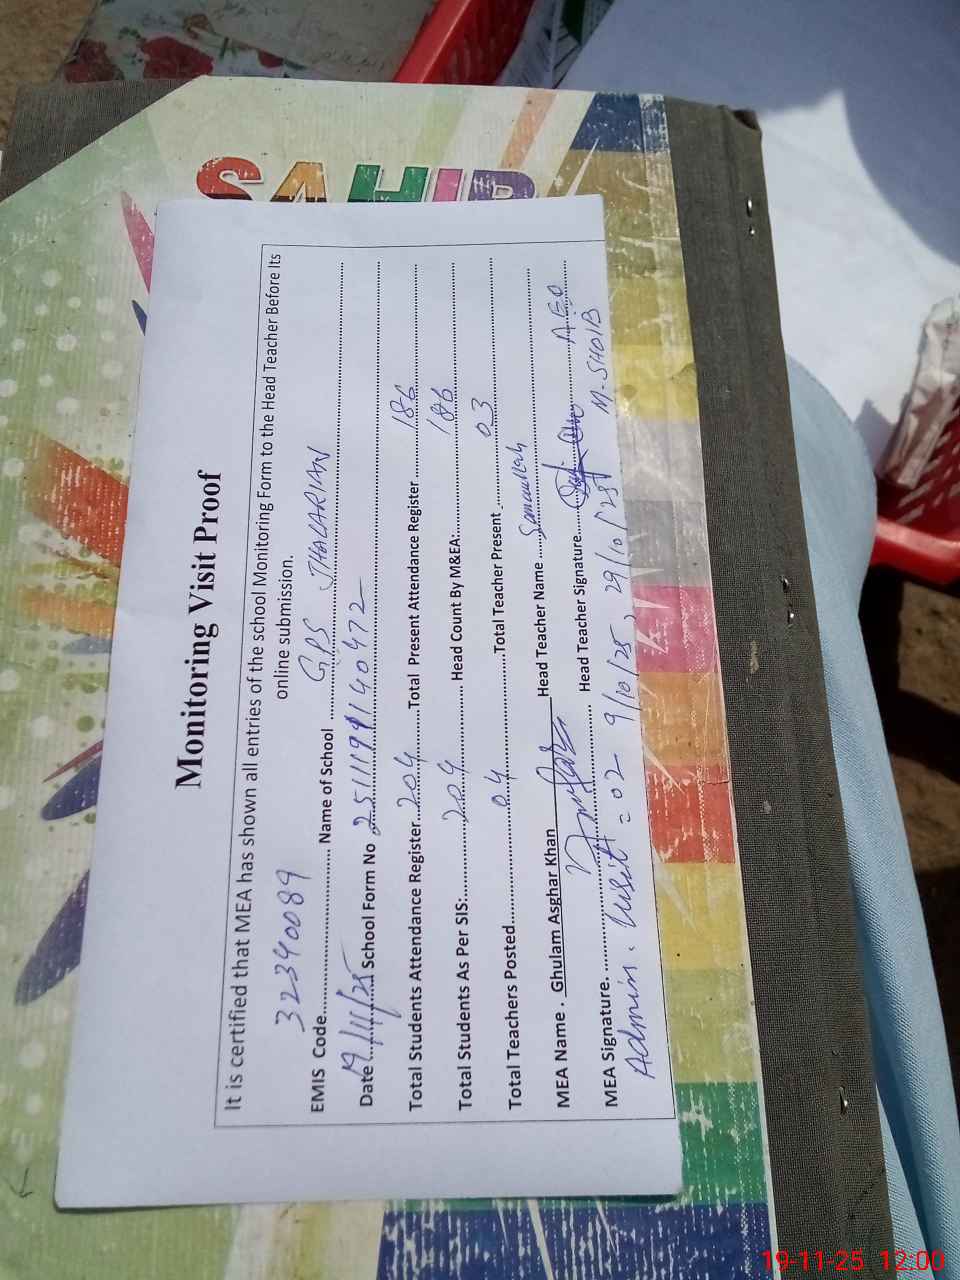 SAHIR
Monitoring Visit Proof
It is certified that MEA has shown all entries of the school Monitoring Form to the Head Teacher Before Its
online submission.
EMIS Code 32340089 Name of School GPS JHALARIAN
Date 19/11/25 School Form No
Total Students Attendance Register 204 Total Present Attendance Register 186
Total Students As Per SIS: 204 Head Count By M&EA: 186
Total Teachers Posted 04 Total Teacher Present 03
MEA Name . Ghulam Asghar Khan Head Teacher Name Samaullah
MEA Signature. Head Teacher Signature A.EO
Admin. Visit = 02 9/10/25, 29/10/25 M. SHOIB
19-11-25 12:00